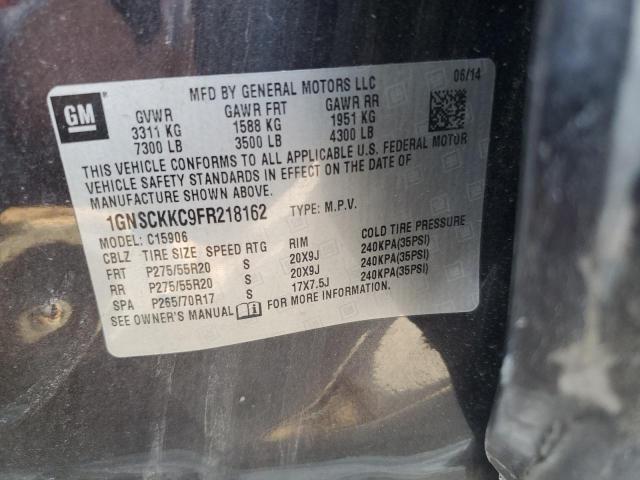 GM
MFD BY GENERAL MOTORS LLC 06/14
GVWR GAWR FRT GAWR RR
3311 KG 1588 KG 1951 KG
7300 LB 3500 LB 4300 LB
THIS VEHICLE CONFORMS TO ALL APPLICABLE U.S. FEDERAL MOTOR
VEHICLE SAFETY STANDARDS IN EFFECT ON THE DATE OF
MANUFACTURE SHOWN ABOVE.
1GNSCKKC9FR218162 TYPE: M.P.V.
MODEL: C15906
CBLZ TIRE SIZE SPEED RTG RIM COLD TIRE PRESSURE
FRT P275/55R20 S 20X9J 240KPA(35PSI)
RR P275/55R20 S 20X9J 240KPA(35PSI)
SPA P265/70R17 S 17X7.5J 240KPA(35PSI)
SEE OWNER'S MANUAL FOR MORE INFORMATION.